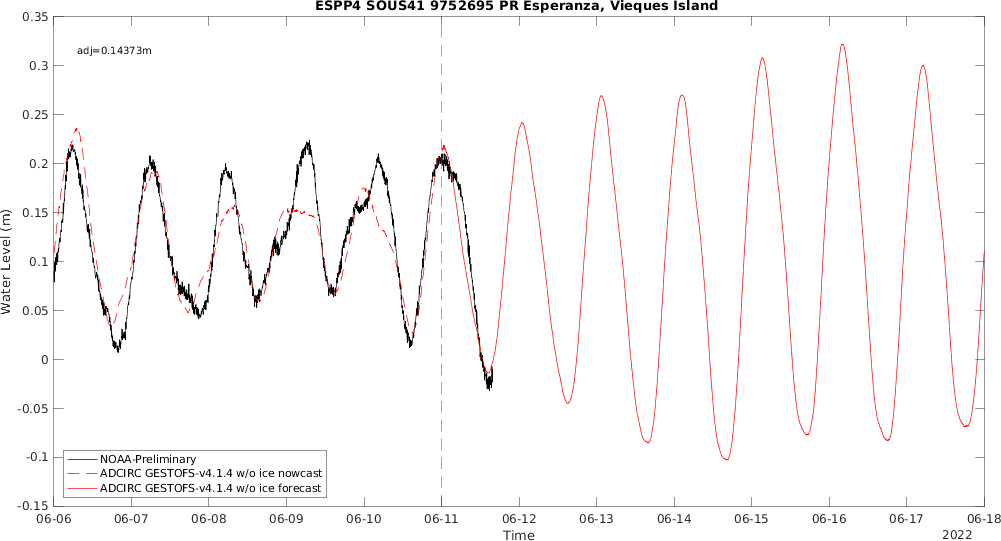 ESPP4 SOUS41 9752695 PR Esperanza, Vieques Island
0.35
0.3
0.25
0.2
0.15
0.1
0.05
0
-0.05
-0.1
-0.15
Water Level (m)
adj=0.14373m
NOAA-Preliminary
ADCIRC GESTOFS-v4.1.4 w/o ice nowcast
ADCIRC GESTOFS-v4.1.4 w/o ice forecast
06-06 06-07 06-08 06-09 06-10 06-11 06-12 06-13 06-14 06-15 06-16 06-17 06-18
Time
2022